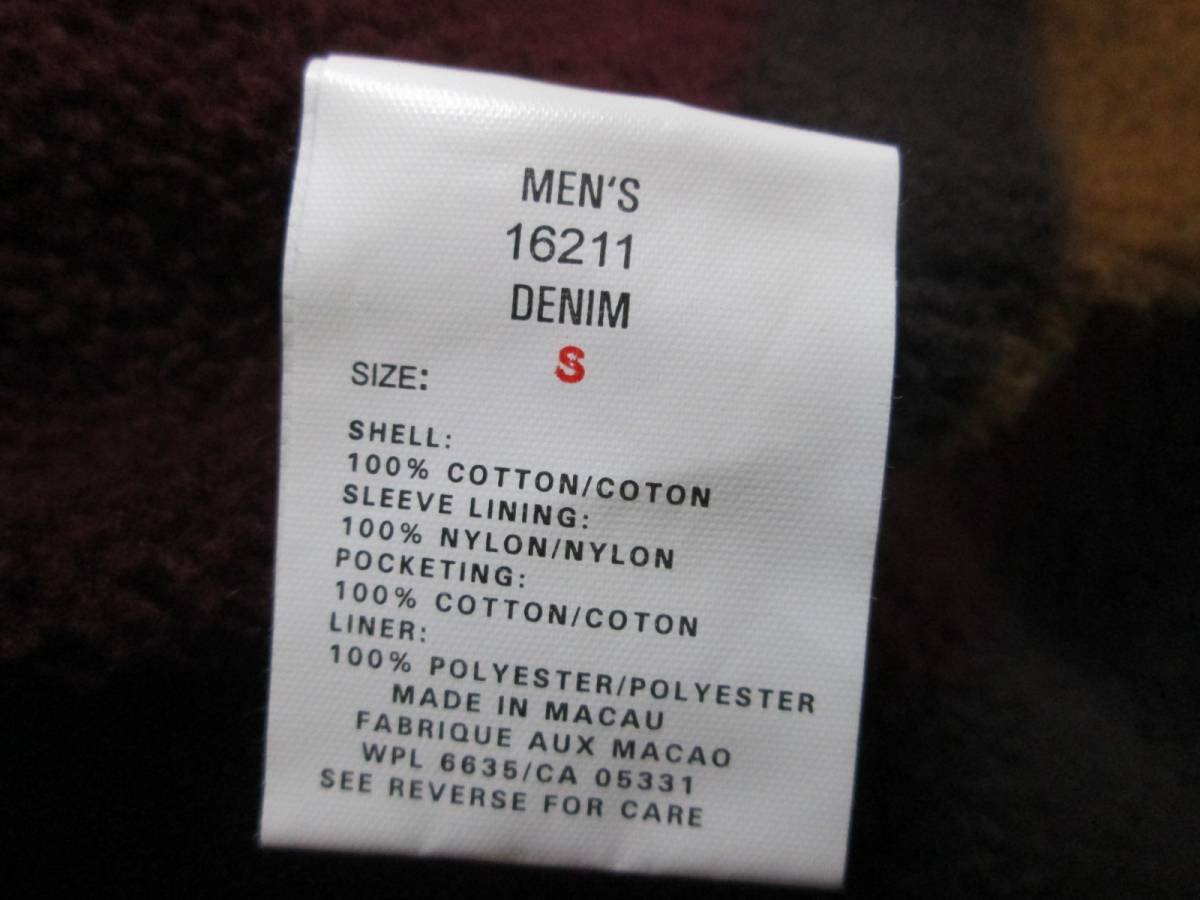 MEN'S
16211
DENIM
S
SIZE:
SHELL:
100% COTTON/COTON
SLEEVE LINING:
100% NYLON/NYLON
POCKETING:
100% COTTON/COTON
LINER:
100% POLYESTER/POLYESTER
MADE IN MACAU
FABRIQUE AUX MACAO
WPL 6635/CA 05331
SEE REVERSE FOR CARE